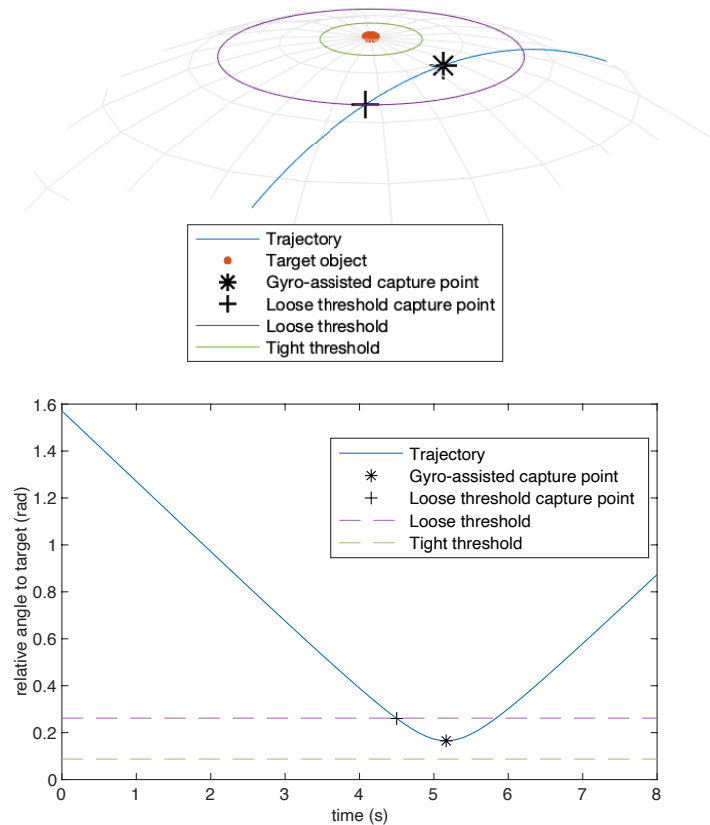 Trajectory
Target object
Gyro-assisted capture point
Loose threshold capture point
Loose threshold
Tight threshold
1.6
1.4
1.2
1
0.8
0.6
0.4
0.2
0
relative angle to target (rad)
Trajectory
Gyro-assisted capture point
Loose threshold capture point
Loose threshold
Tight threshold
0 1 2 3 4 5 6 7 8
time (s)